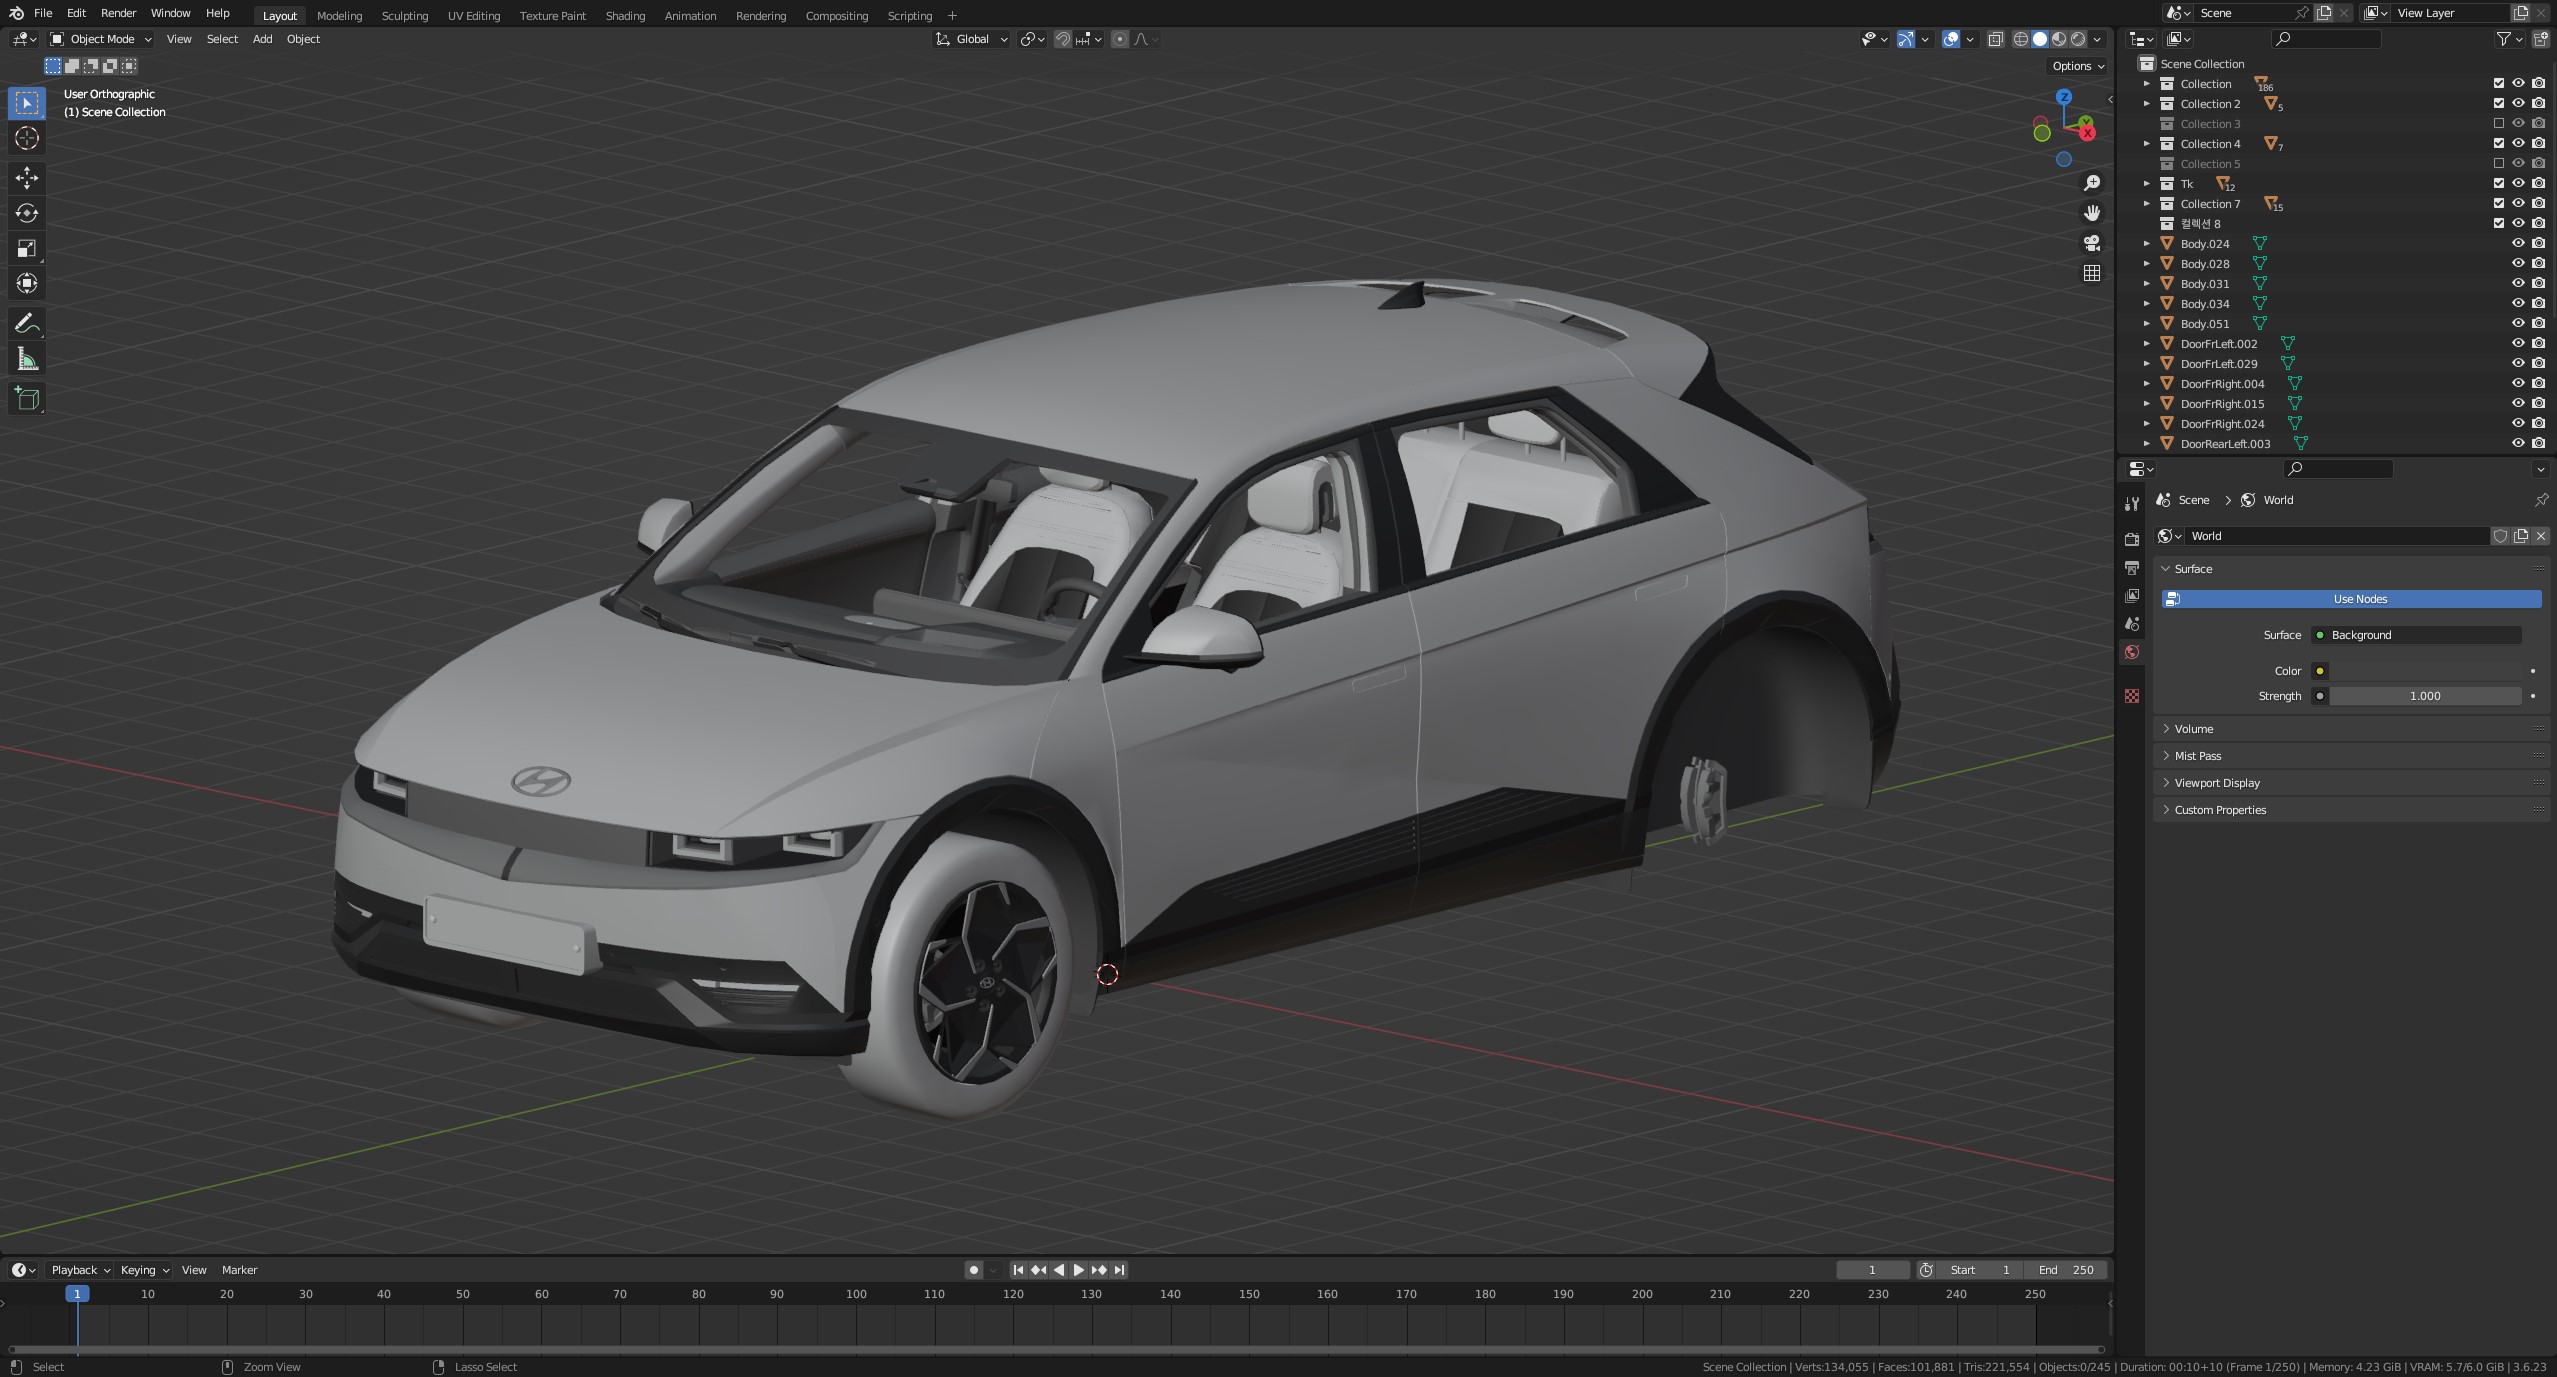 File Edit Render Window Help Layout Modeling Sculpting UV Editing Texture Paint Shading Animation Rendering Compositing Scripting + Scene View Layer
Object Mode View Select Add Object Global
Options
User Orthographic
(1) Scene Collection
Z
Y
X
Scene Collection
Collection 186
Collection 2 5
Collection 3
Collection 4 7
Collection 5
Tk 12
Collection 7 15
컬렉션 8
Body.024
Body.028
Body.031
Body.034
Body.051
DoorFrLeft.002
DoorFrLeft.029
DoorFrRight.004
DoorFrRight.015
DoorFrRight.024
DoorRearLeft.003
Scene > World
World
Surface
Use Nodes
Surface Background
Color
Strength 1.000
Volume
Mist Pass
Viewport Display
Custom Properties
Playback Keying View Marker 1 Start 1 End 250
1 10 20 30 40 50 60 70 80 90 100 110 120 130 140 150 160 170 180 190 200 210 220 230 240 250
Select Zoom View Lasso Select Scene Collection | Verts:134,055 | Faces:101,881 | Tris:221,554 | Objects:0/245 | Duration: 00:10+10 (Frame 1/250) | Memory: 4.23 GiB | VRAM: 5.7/6.0 GiB | 3.6.23